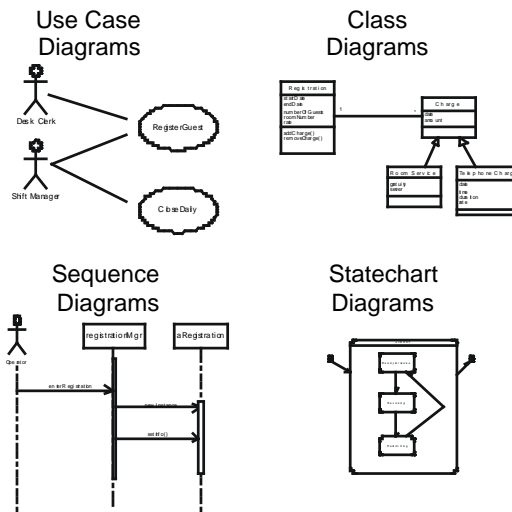 Use Case
Diagrams
Desk Clerk
RegisterGuest
Shift Manager
CloseDaily
Class
Diagrams
Registration
startDate
endDate
numberOfGuests
roomNumber
rate
addCharge()
removeCharge()
1
*
Charge
date
amount
Room Service
gratuity
server
Telephone Charge
date
time
duration
Sequence
Diagrams
Operator
registrationMgr
aRegistration
enterRegistration
setInfo()
Statechart
Diagrams